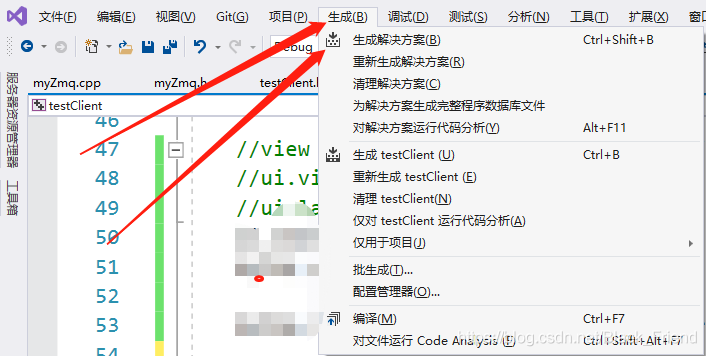 文件(F) 编辑(E) 视图(V) Git(G) 项目(P) 生成(B) 调试(D) 测试(S) 分析(N) 工具(T) 扩展(X) 窗口
Debug
myZmq.cpp myZmq.h testClient.
testClient
服务器资源管理器
工具箱
生成解决方案(B) Ctrl+Shift+B
重新生成解决方案(R)
清理解决方案(C)
为解决方案生成完整程序数据库文件
对解决方案运行代码分析(Y) Alt+F11
生成 testClient (U) Ctrl+B
重新生成 testClient (E)
清理 testClient(N)
仅对 testClient 运行代码分析(A)
仅用于项目(J)
批生成(T)...
配置管理器(O)...
编译(M) Ctrl+F7
对文件运行 Code Analysis (F) Ctrl+Shift+Alt+F7
46
47 //view
48 //ui.vi
49 //ui.la
50
51
52
53
54